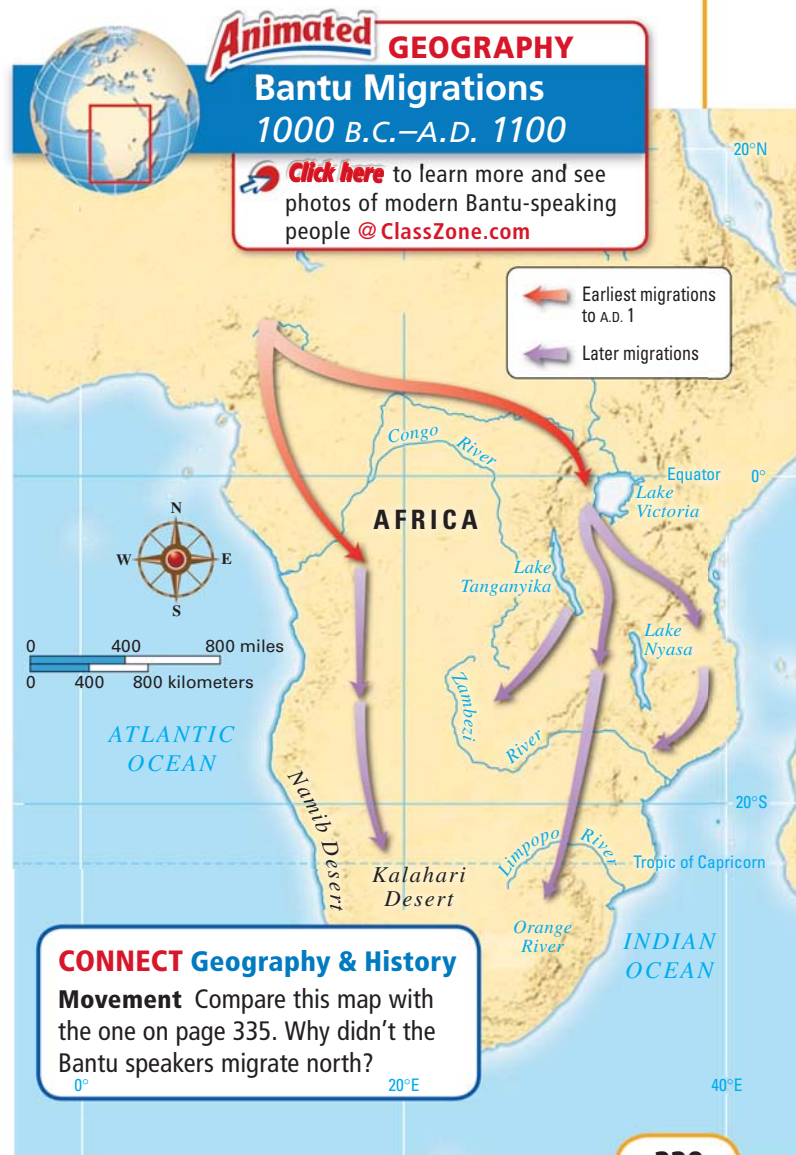 Animated GEOGRAPHY
Bantu Migrations
1000 B.C.–A.D. 1100
Click here to learn more and see
photos of modern Bantu-speaking
people @ ClassZone.com
20°N
Earliest migrations
to A.D. 1
Later migrations
Congo River
Equator 0°
Lake
Victoria
AFRICA
N
W E
S
Lake
Tanganyika
Lake
Nyasa
0 400 800 miles
0 400 800 kilometers
Zambezi River
ATLANTIC
OCEAN
Namib Desert
20°S
Limpopo River
Tropic of Capricorn
Kalahari
Desert
Orange
River
INDIAN
OCEAN
CONNECT Geography & History
Movement Compare this map with
the one on page 335. Why didn't the
Bantu speakers migrate north?
0° 20°E 40°E